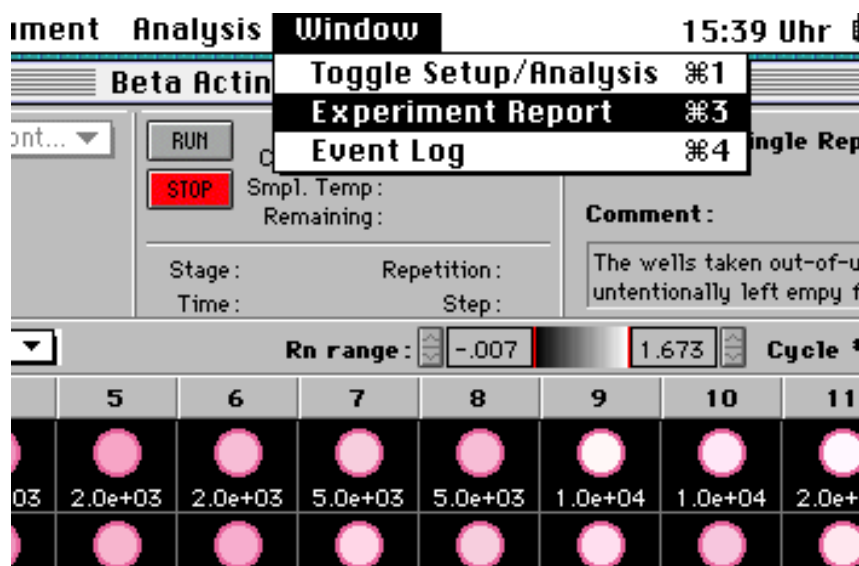 ument Analysis Window 15:39 Uhr
Beta Actin
Toggle Setup/Analysis ⌘1
Experiment Report ⌘3
Event Log ⌘4
ont...
RUN
STOP
Smpl. Temp:
Remaining:
Stage: Repetition:
Time: Step:
ngle Rep
Comment:
The wells taken out-of-u
untentionally left empy f
Rn range: -.007 1.673 Cycle
5 6 7 8 9 10 11
03 2.0e+03 2.0e+03 5.0e+03 5.0e+03 1.0e+04 1.0e+04 2.0e+